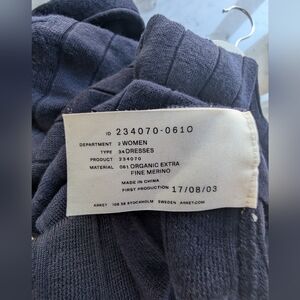 ID 234070-0610
DEPARTMENT 2 WOMEN
TYPE 34 DRESSES
PRODUCT 234070
MATERIAL 061 ORGANIC EXTRA
FINE MERINO
MADE IN CHINA
FIRST PRODUCTION 17/08/03
ARKET 106 38 STOCKHOLM SWEDEN ARKET.COM